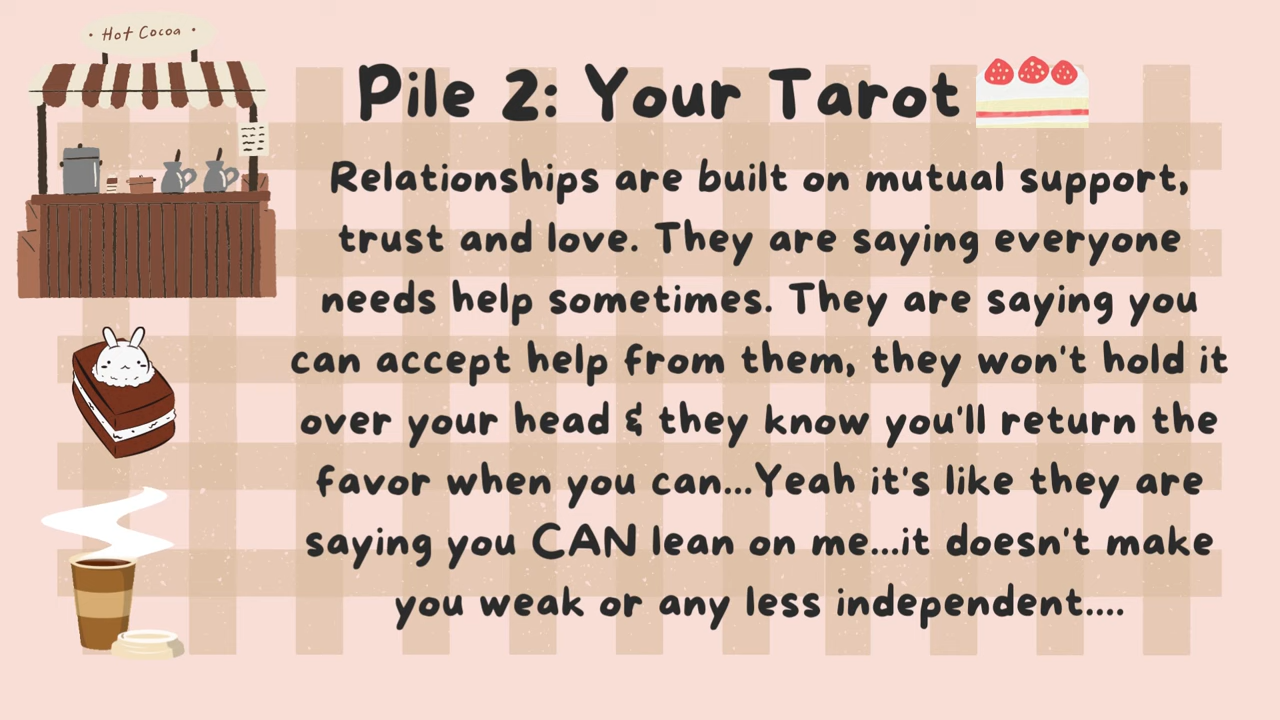 • Hot Cocoa •
Pile 2: Your Tarot
Relationships are built on mutual support,
trust and love. They are saying everyone
needs help sometimes. They are saying you
can accept help from them, they won't hold it
over your head & they know you'll return the
favor when you can...Yeah it's like they are
saying you CAN lean on me...it doesn't make
you weak or any less independent....